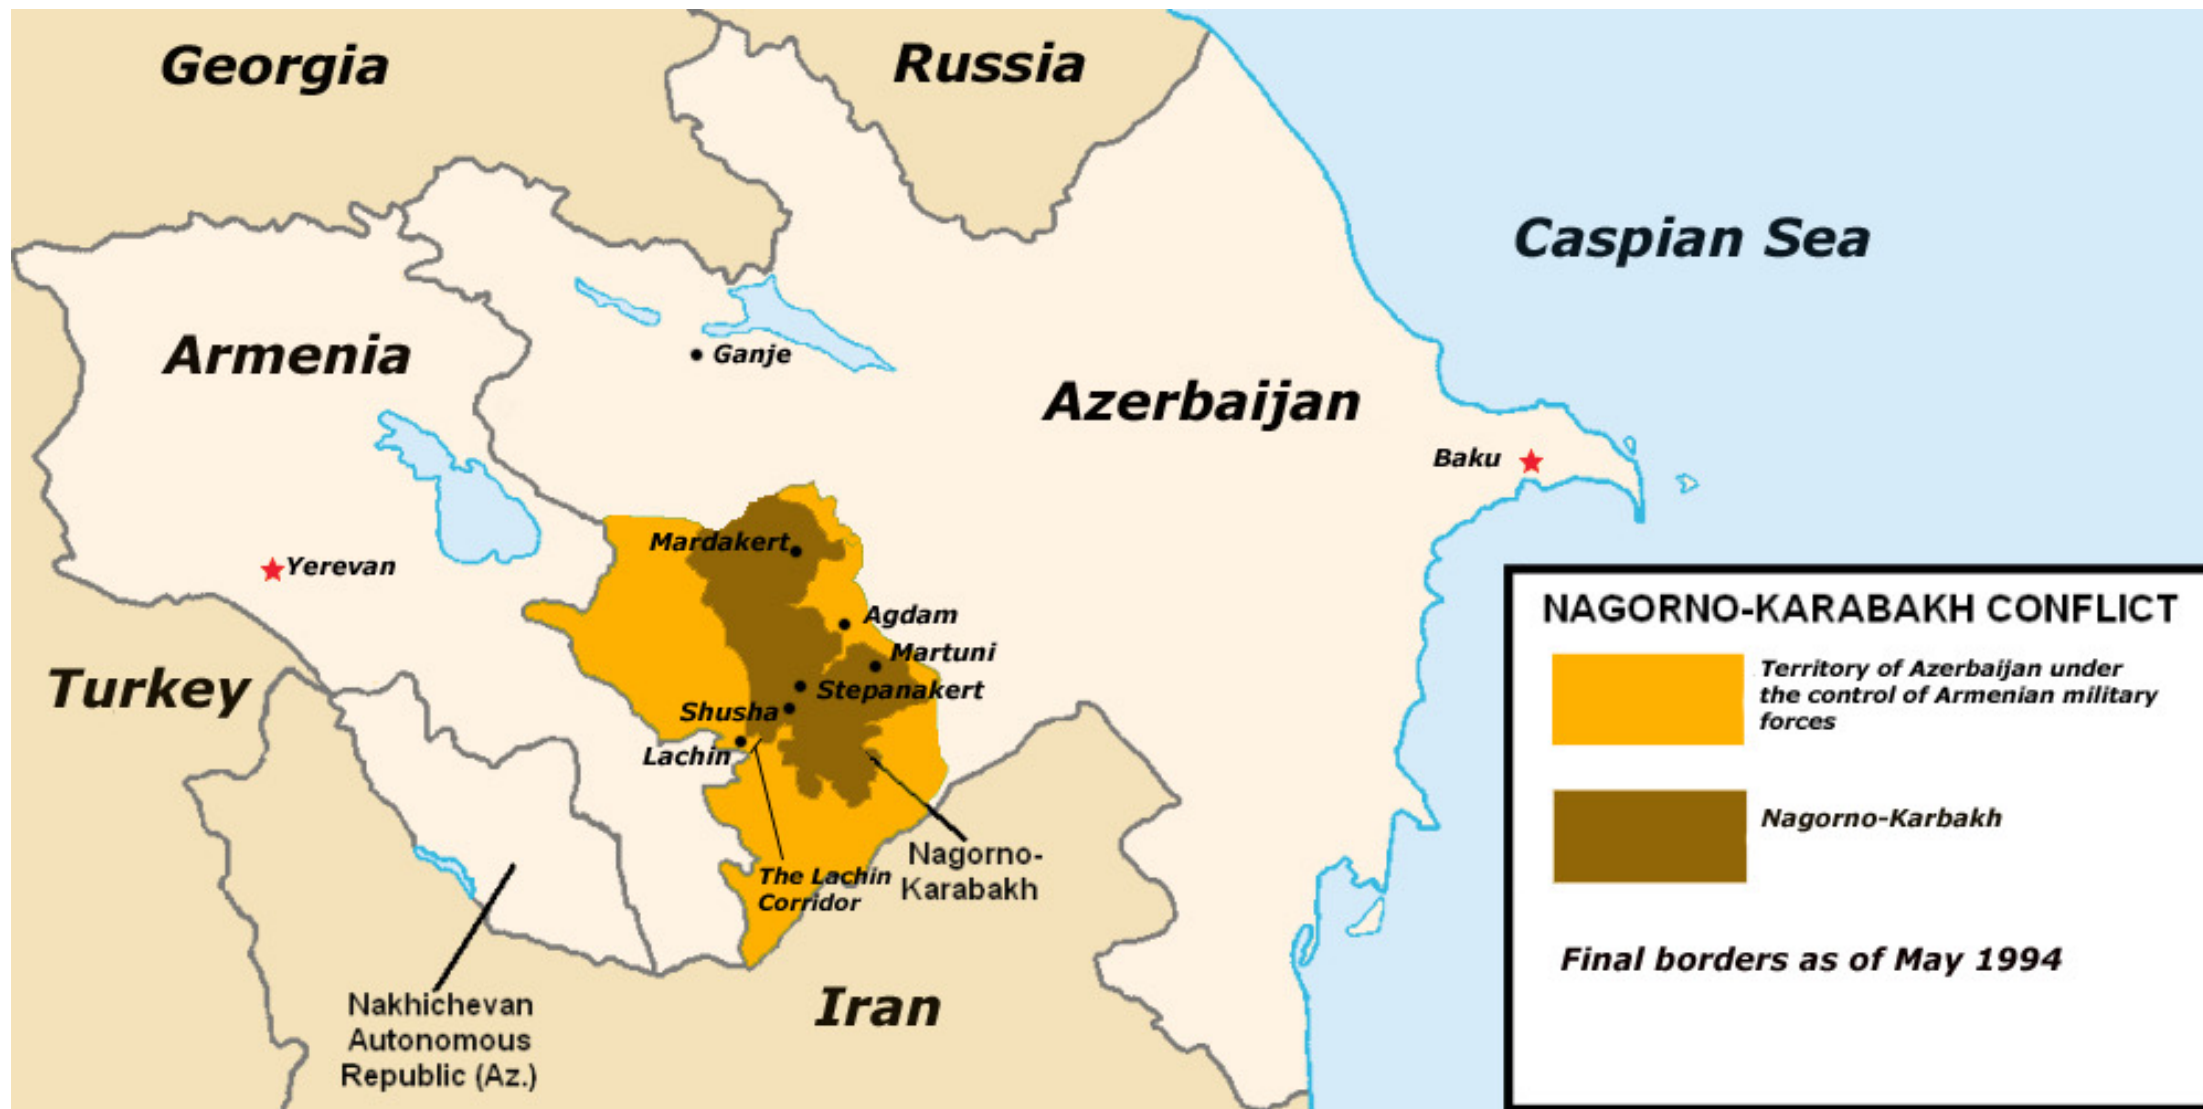 Georgia
Russia
Caspian Sea
Armenia
Ganje
Azerbaijan
Baku
Mardakert
Yerevan
Agdam
Martuni
Turkey
Stepanakert
Shusha
Lachin
Nagorno-
Karabakh
The Lachin
Corridor
Iran
Nakhichevan
Autonomous
Republic (Az.)
NAGORNO-KARABAKH CONFLICT
Territory of Azerbaijan under
the control of Armenian military
forces
Nagorno-Karbakh
Final borders as of May 1994